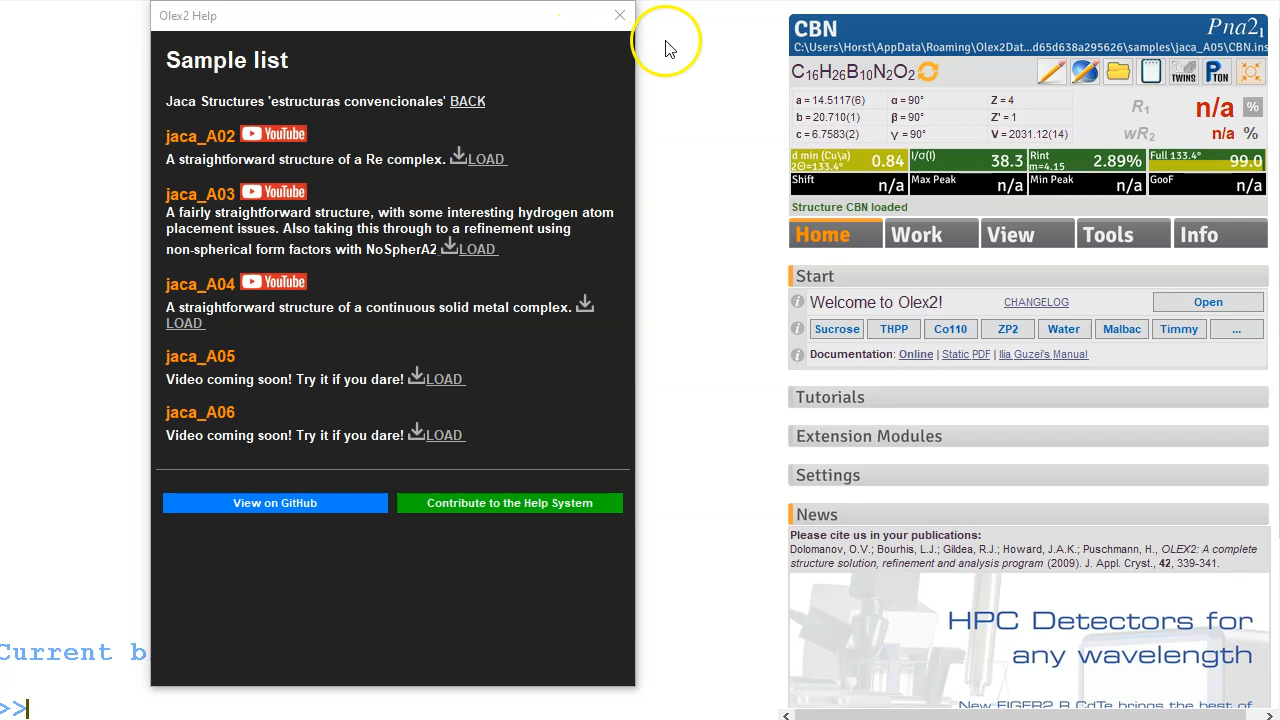 Olex2 Help
Sample list
Jaca Structures 'estructuras convencionales' BACK
jaca_A02 YouTube
A straightforward structure of a Re complex. LOAD
jaca_A03 YouTube
A fairly straightforward structure, with some interesting hydrogen atom
placement issues. Also taking this through to a refinement using
non-spherical form factors with NoSpherA2 LOAD
jaca_A04 YouTube
A straightforward structure of a continuous solid metal complex.
LOAD
jaca_A05
Video coming soon! Try it if you dare! LOAD
jaca_A06
Video coming soon! Try it if you dare! LOAD
View on GitHub
Contribute to the Help System
Current b
>>
CBN
Pna2₁
C:\Users\Horst\AppData\Roaming\Olex2Dat...d65d638a295626\samples\jaca_A05\CBN.ins
C₁₆H₂₆B₁₀N₂O₂
TWINS
PTON
a = 14.5117(6) α = 90° Z = 4
b = 20.710(1) β = 90° Z' = 1
c = 6.7583(2) γ = 90° V = 2031.12(14)
R₁ n/a %
wR₂ n/a %
d min (Cu\a)
2Θ=133.4° 0.84
I/σ(I) 38.3
Rint
m=4.15 2.89%
Full 133.4° 99.0
Shift n/a
Max Peak n/a
Min Peak n/a
GooF n/a
Structure CBN loaded
Home Work View Tools Info
Start
Welcome to Olex2! CHANGELOG Open
Sucrose THPP Co110 ZP2 Water Malbac Timmy ...
Documentation: Online | Static PDF | Ilia Guzei's Manual
Tutorials
Extension Modules
Settings
News
Please cite us in your publications:
Dolomanov, O.V.; Bourhis, L.J.; Gildea, R.J.; Howard, J.A.K.; Puschmann, H., OLEX2: A complete
structure solution, refinement and analysis program (2009). J. Appl. Cryst., 42, 339-341.
HPC Detectors for
any wavelength
New EIGER2 R CdTe brings the best of